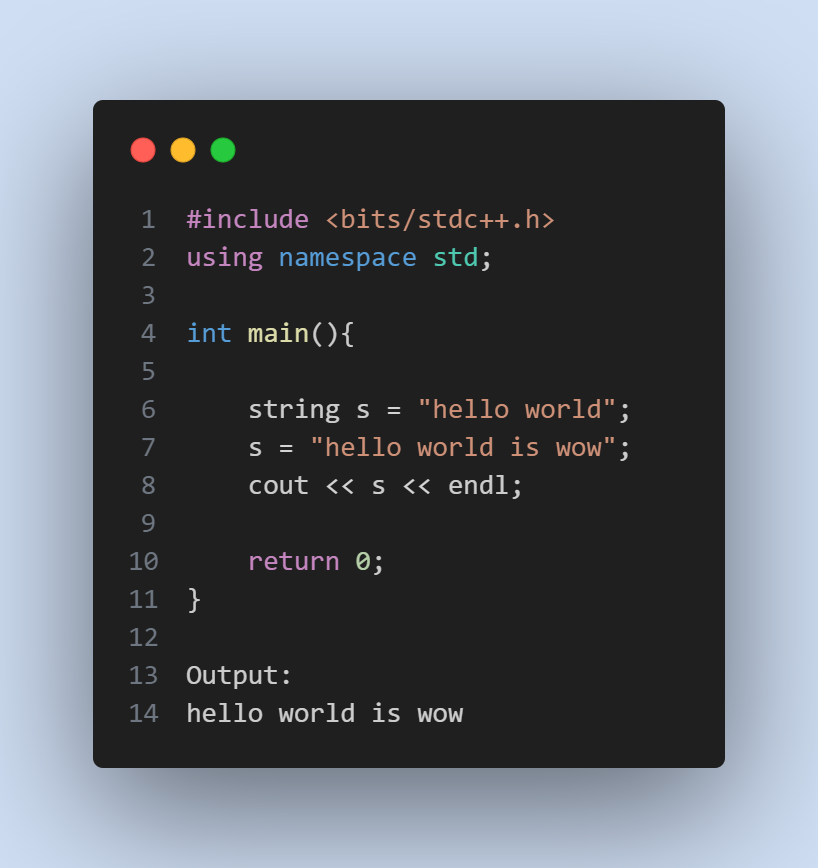 1 #include <bits/stdc++.h>
2 using namespace std;
3
4 int main(){
5
6     string s = "hello world";
7     s = "hello world is wow";
8     cout << s << endl;
9
10     return 0;
11 }
12
13 Output:
14 hello world is wow